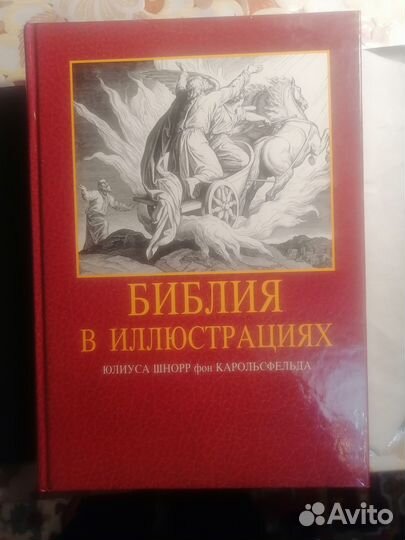 БИБЛИЯ
В ИЛЛЮСТРАЦИЯХ
ЮЛИУСА ШНОРР фон КАРОЛЬСФЕЛЬДА
Avito